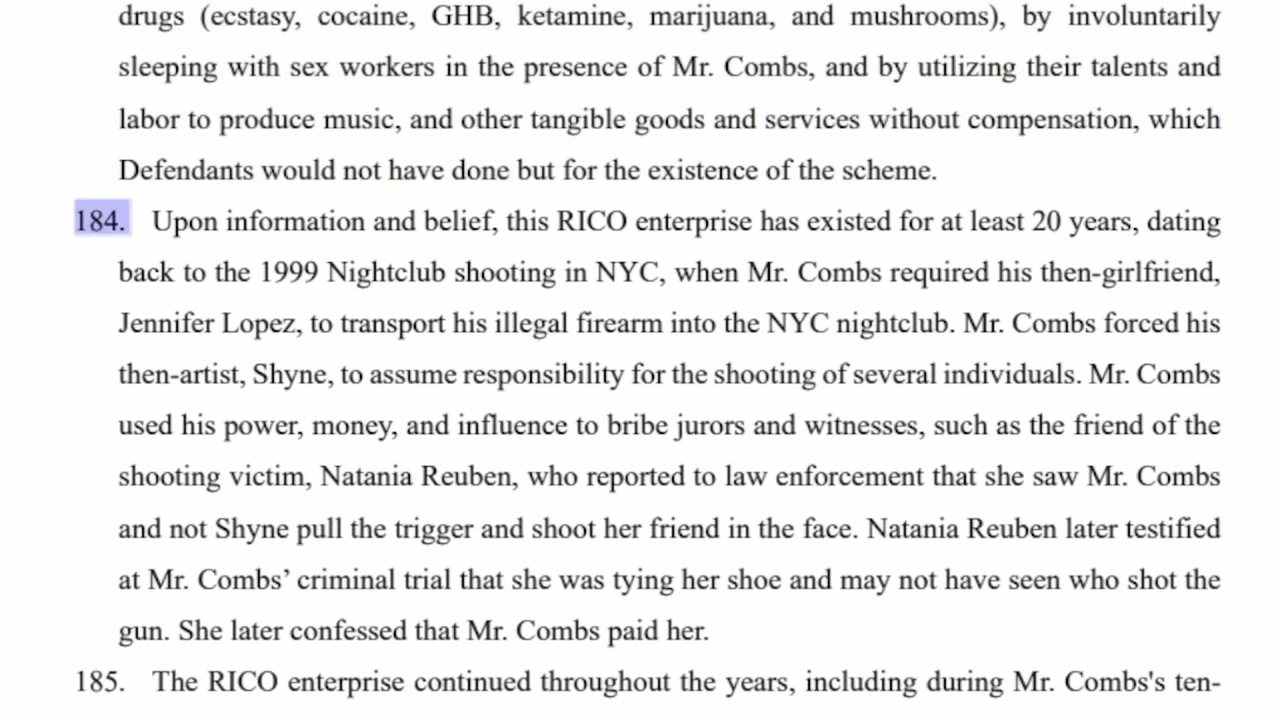 drugs (ecstasy, cocaine, GHB, ketamine, marijuana, and mushrooms), by involuntarily
sleeping with sex workers in the presence of Mr. Combs, and by utilizing their talents and
labor to produce music, and other tangible goods and services without compensation, which
Defendants would not have done but for the existence of the scheme.
184. Upon information and belief, this RICO enterprise has existed for at least 20 years, dating
back to the 1999 Nightclub shooting in NYC, when Mr. Combs required his then-girlfriend,
Jennifer Lopez, to transport his illegal firearm into the NYC nightclub. Mr. Combs forced his
then-artist, Shyne, to assume responsibility for the shooting of several individuals. Mr. Combs
used his power, money, and influence to bribe jurors and witnesses, such as the friend of the
shooting victim, Natania Reuben, who reported to law enforcement that she saw Mr. Combs
and not Shyne pull the trigger and shoot her friend in the face. Natania Reuben later testified
at Mr. Combs’ criminal trial that she was tying her shoe and may not have seen who shot the
gun. She later confessed that Mr. Combs paid her.
185. The RICO enterprise continued throughout the years, including during Mr. Combs's ten-